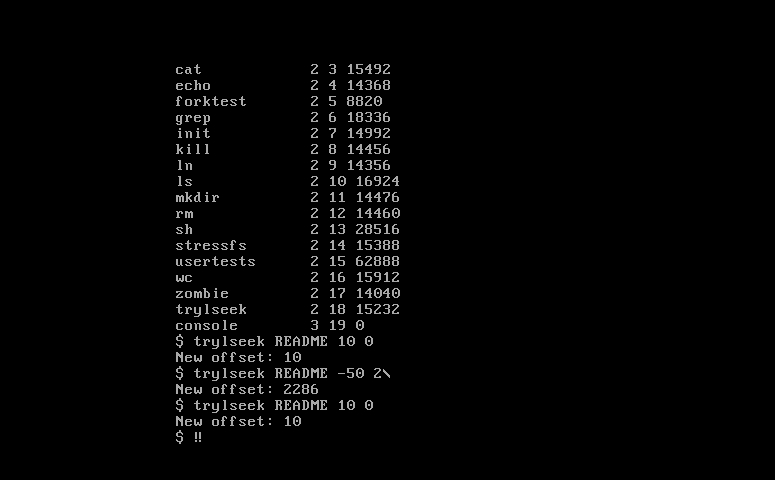 cat 2 3 15492
echo 2 4 14368
forktest 2 5 8820
grep 2 6 18336
init 2 7 14992
kill 2 8 14456
ln 2 9 14356
ls 2 10 16924
mkdir 2 11 14476
rm 2 12 14460
sh 2 13 28516
stressfs 2 14 15388
usertests 2 15 62888
wc 2 16 15912
zombie 2 17 14040
trylseek 2 18 15232
console 3 19 0
$ trylseek README 10 0
New offset: 10
$ trylseek README -50 2\
New offset: 2286
$ trylseek README 10 0
New offset: 10
$ ‼